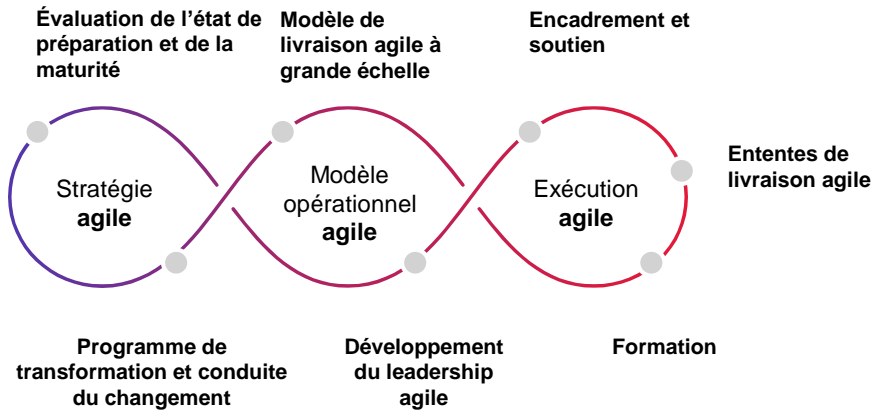 Évaluation de l'état de
préparation et de la
maturité
Modèle de
livraison agile à
grande échelle
Encadrement et
soutien
Ententes de
livraison agile
Stratégie
agile
Modèle
opérationnel
agile
Exécution
agile
Programme de
transformation et conduite
du changement
Développement
du leadership
agile
Formation